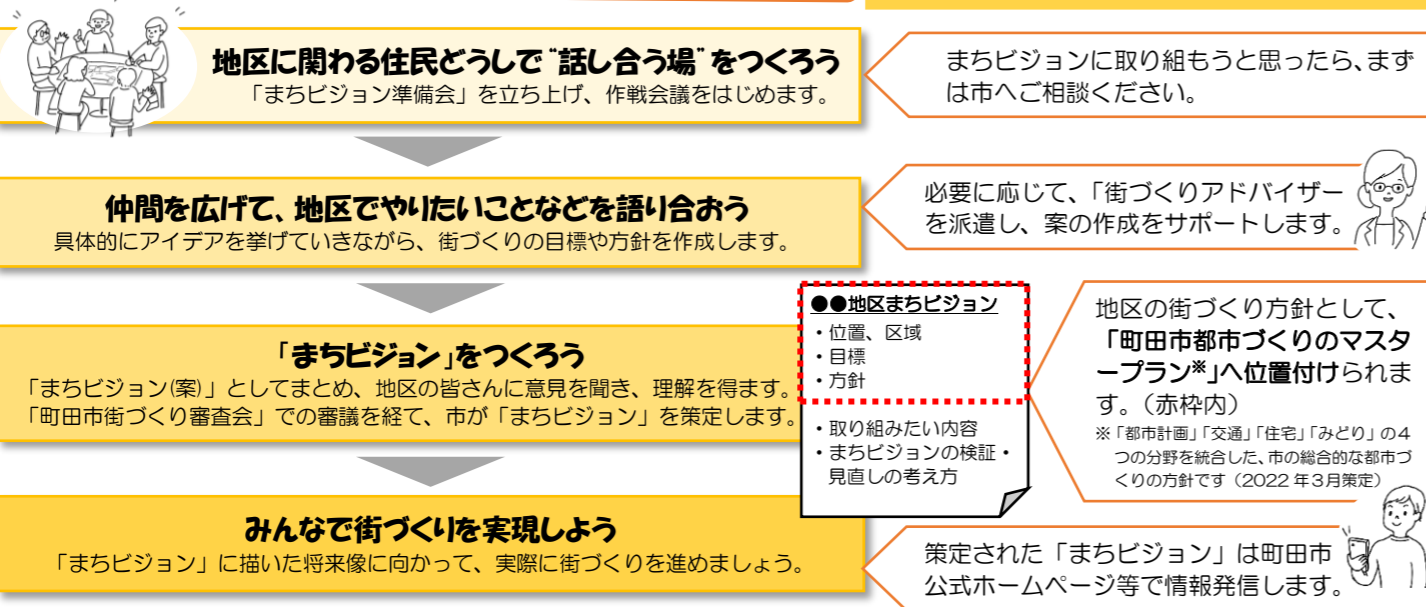 地区に関わる住民どうしで“話し合う場”をつくろう
「まちビジョン準備会」を立ち上げ、作戦会議をはじめます。
まちビジョンに取り組もうと思ったら、まず
は市へご相談ください。
仲間を広げて、地区でやりたいことなどを語り合おう
具体的にアイデアを挙げていきながら、街づくりの目標や方針を作成します。
必要に応じて、「街づくりアドバイザー
を派遣し、案の作成をサポートします。
「まちビジョン」をつくろう
「まちビジョン(案)」としてまとめ、地区の皆さんに意見を聞き、理解を得ます。
「町田市街づくり審査会」での審議を経て、市が「まちビジョン」を策定します。
●●地区まちビジョン
・位置、区域
・目標
・方針
・取り組みたい内容
・まちビジョンの検証・
見直しの考え方
地区の街づくり方針として、
「町田市都市づくりのマスタ
ープラン※」へ位置付けられま
す。（赤枠内）
※「都市計画」「交通」「住宅」「みどり」の４
つの分野を統合した、市の総合的な都市づ
くりの方針です（2022 年３月策定）
みんなで街づくりを実現しよう
「まちビジョン」に描いた将来像に向かって、実際に街づくりを進めましょう。
策定された「まちビジョン」は町田市
公式ホームページ等で情報発信します。